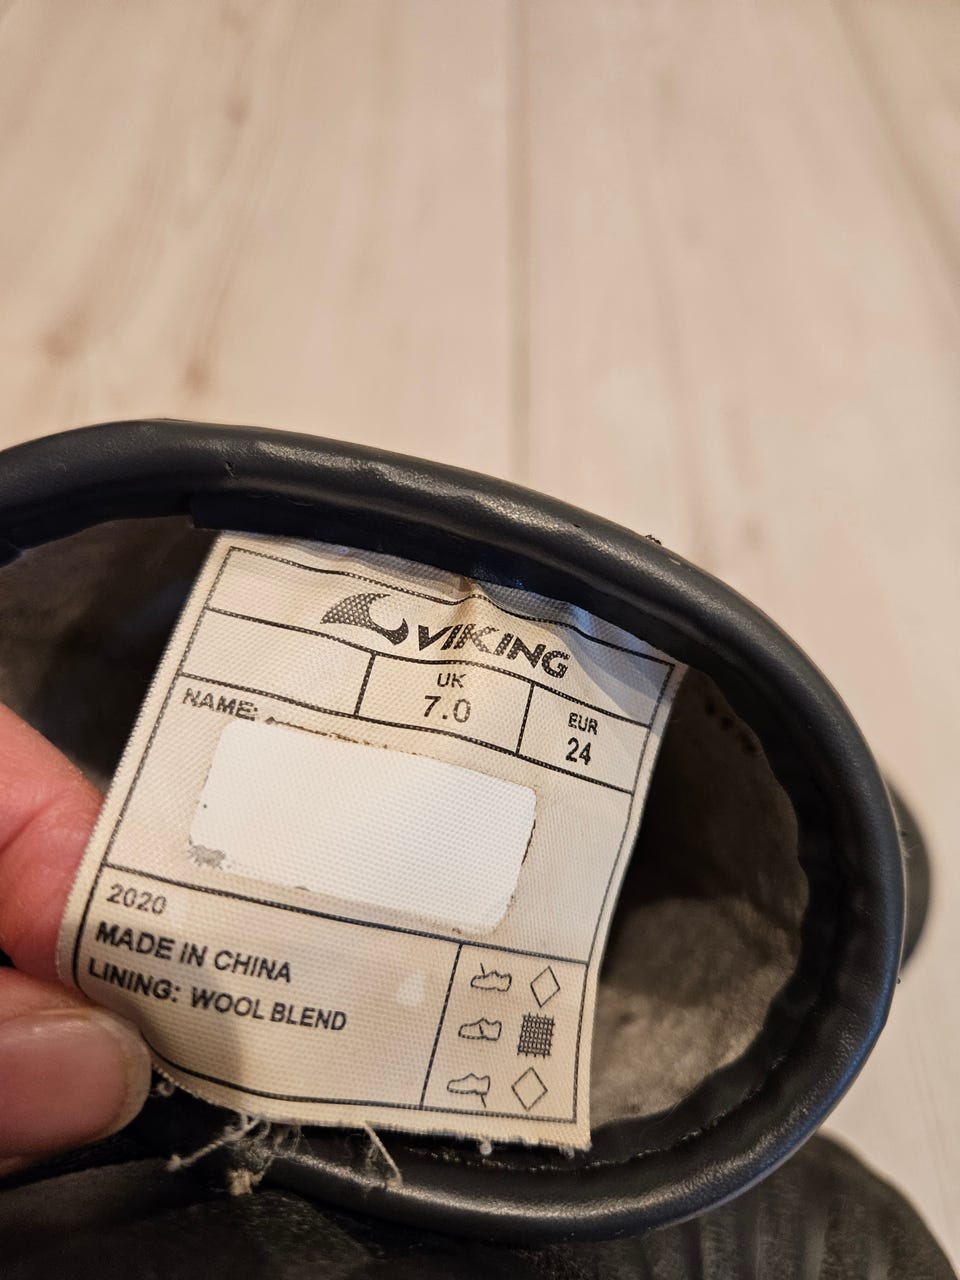 VIKING
UK
7.0
EUR
24
NAME:
2020
MADE IN CHINA
LINING: WOOL BLEND